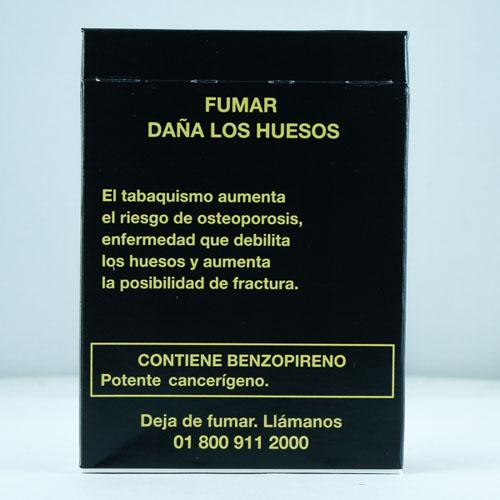 FUMAR
DAÑA LOS HUESOS
El tabaquismo aumenta
el riesgo de osteoporosis,
enfermedad que debilita
los huesos y aumenta
la posibilidad de fractura.
CONTIENE BENZOPIRENO
Potente cancerígeno.
Deja de fumar. Llámanos
01 800 911 2000